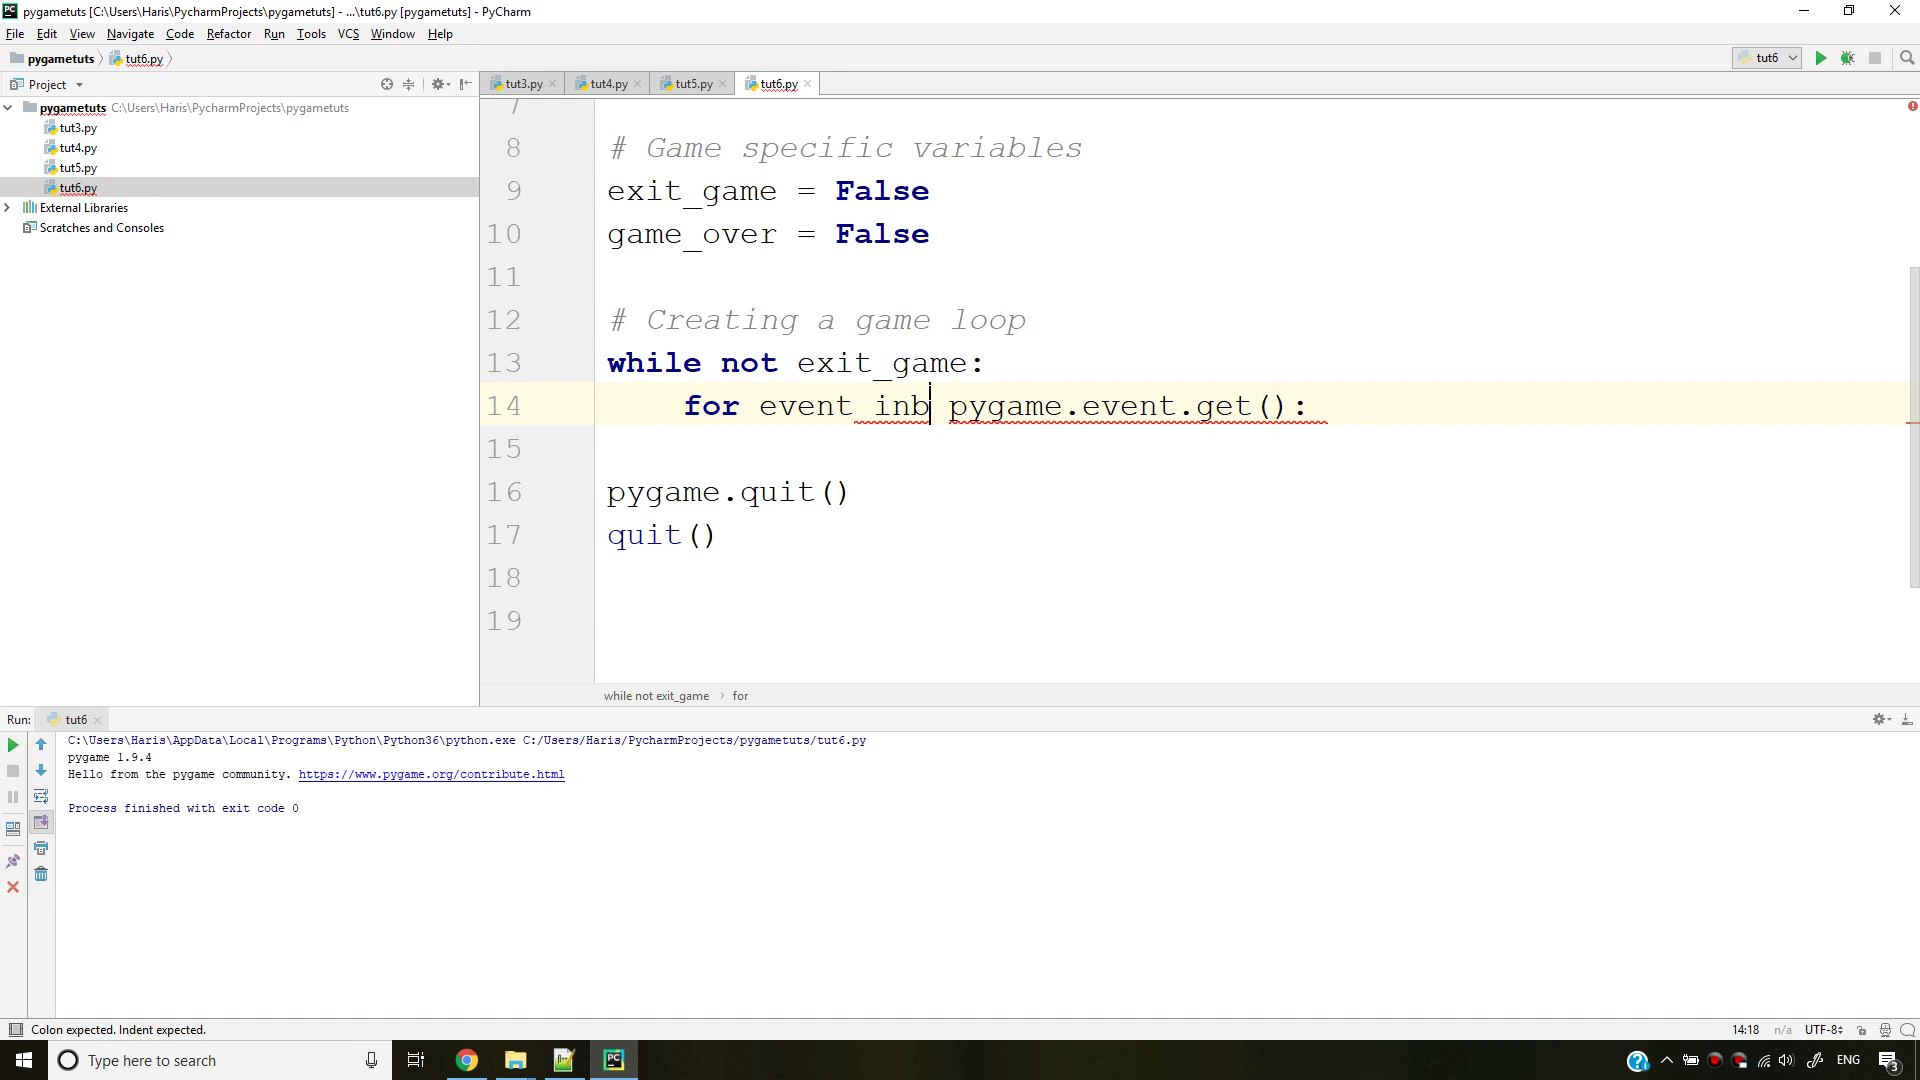 pygametuts [C:\Users\Haris\PycharmProjects\pygametuts] - ...\tut6.py [pygametuts] - PyCharm
File Edit View Navigate Code Refactor Run Tools VCS Window Help
pygametuts tut6.py tut6
Project tut3.py tut4.py tut5.py tut6.py
pygametuts C:\Users\Haris\PycharmProjects\pygametuts
tut3.py
tut4.py
tut5.py
tut6.py
External Libraries
Scratches and Consoles
7
8 # Game specific variables
9 exit_game = False
10 game_over = False
11
12 # Creating a game loop
13 while not exit_game:
14 for event inb pygame.event.get():
15
16 pygame.quit()
17 quit()
18
19
while not exit_game › for
Run: tut6
C:\Users\Haris\AppData\Local\Programs\Python\Python36\python.exe C:/Users/Haris/PycharmProjects/pygametuts/tut6.py
pygame 1.9.4
Hello from the pygame community. https://www.pygame.org/contribute.html
Process finished with exit code 0
Colon expected. Indent expected. 14:18 n/a UTF-8
Type here to search ENG 3